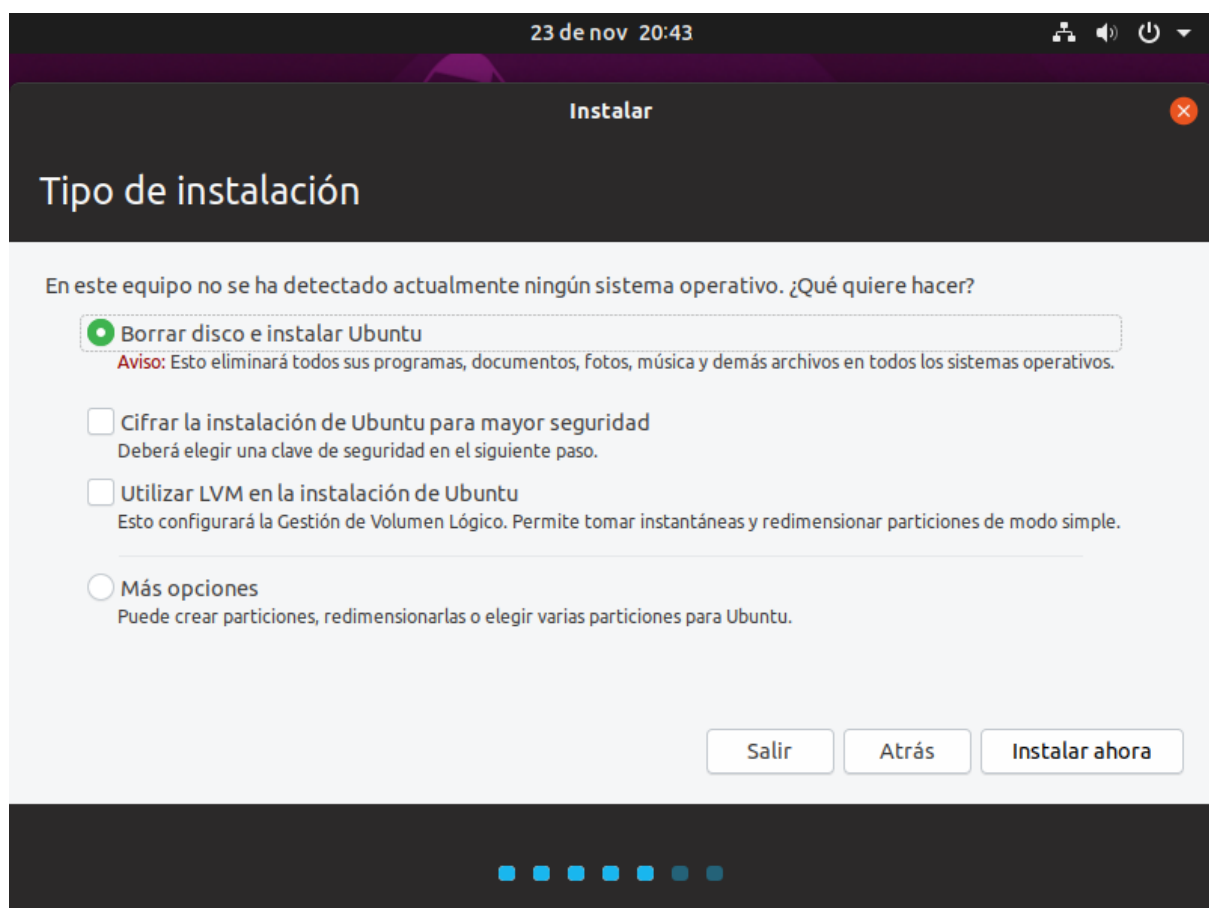 23 de nov 20:43
Instalar
Tipo de instalación
En este equipo no se ha detectado actualmente ningún sistema operativo. ¿Qué quiere hacer?
Borrar disco e instalar Ubuntu
Aviso: Esto eliminará todos sus programas, documentos, fotos, música y demás archivos en todos los sistemas operativos.
Cifrar la instalación de Ubuntu para mayor seguridad
Deberá elegir una clave de seguridad en el siguiente paso.
Utilizar LVM en la instalación de Ubuntu
Esto configurará la Gestión de Volumen Lógico. Permite tomar instantáneas y redimensionar particiones de modo simple.
Más opciones
Puede crear particiones, redimensionarlas o elegir varias particiones para Ubuntu.
Salir Atrás Instalar ahora